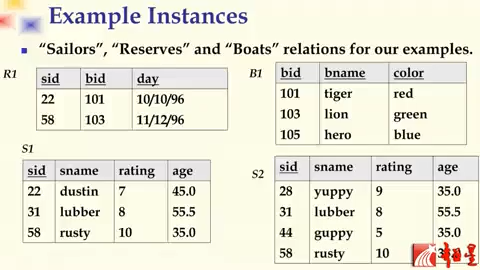 Example Instances
“Sailors”, “Reserves” and “Boats” relations for our examples.
R1
sid bid day
22 101 10/10/96
58 103 11/12/96
B1
bid bname color
101 tiger red
103 lion green
105 hero blue
S1
sid sname rating age
22 dustin 7 45.0
31 lubber 8 55.5
58 rusty 10 35.0
S2
sid sname rating age
28 yuppy 9 35.0
31 lubber 8 55.5
44 guppy 5 35.0
58 rusty 10